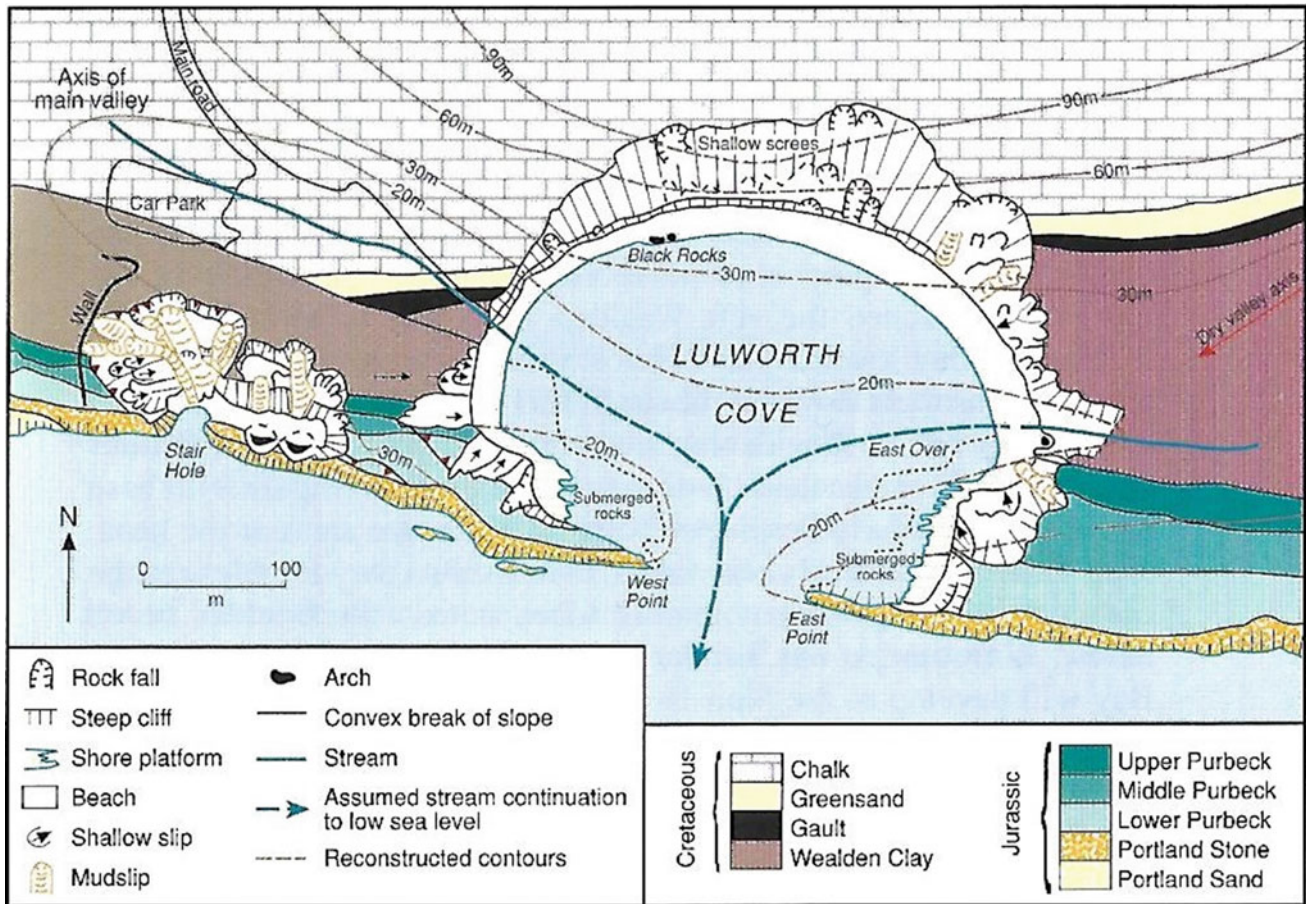 90m
Main road
Axis of
main valley
60m
Shallow screes
90m
30m
60m
20m
Car Park
Black Rocks
30m
30m
Wall
Dry valley axis
LULWORTH
COVE
20m
20m
East Over
Stair
Hole
30m
Submerged
rocks
20m
Submerged
rocks
N
0 100
m
West
Point
East
Point
Rock fall
Steep cliff
Shore platform
Beach
Shallow slip
Mudslip
Arch
Convex break of slope
Stream
Assumed stream continuation
to low sea level
Reconstructed contours
Cretaceous
Chalk
Greensand
Gault
Wealden Clay
Jurassic
Upper Purbeck
Middle Purbeck
Lower Purbeck
Portland Stone
Portland Sand